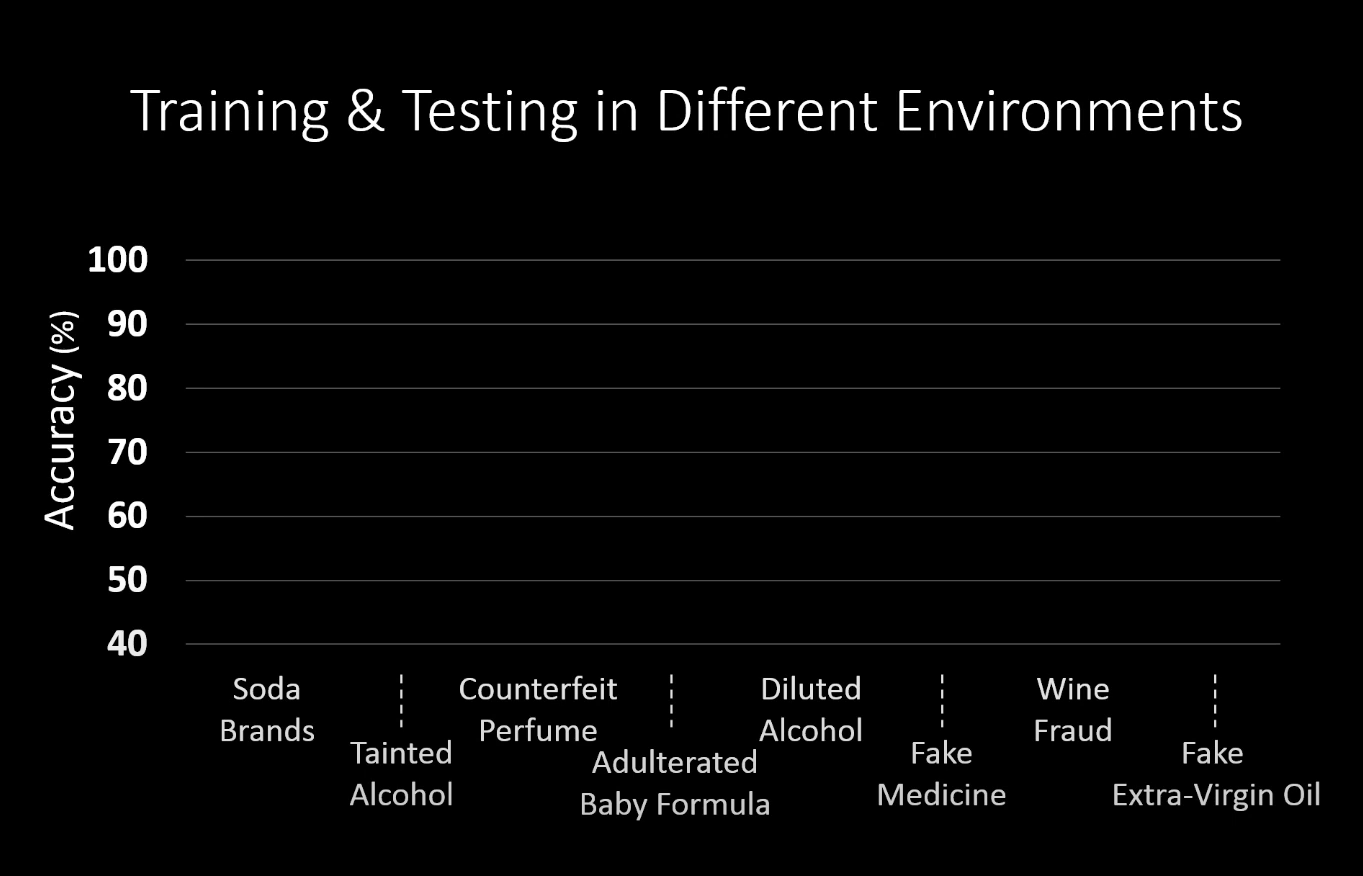 Training & Testing in Different Environments
100
90
80
70
60
50
40
Accuracy (%)
Soda
Brands
Tainted
Alcohol
Counterfeit
Perfume
Adulterated
Baby Formula
Diluted
Alcohol
Fake
Medicine
Wine
Fraud
Fake
Extra-Virgin Oil